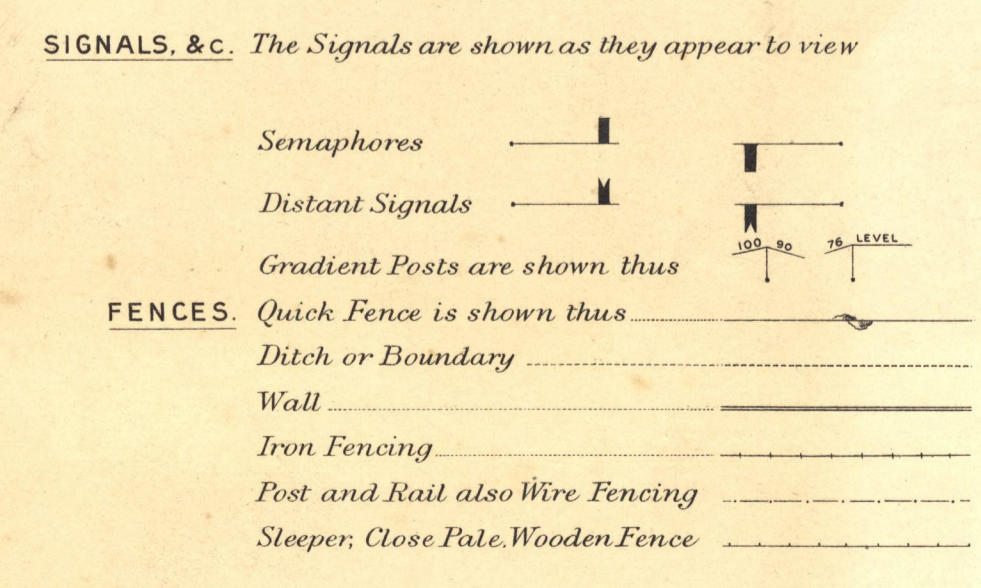 SIGNALS, &c. The Signals are shown as they appear to view
Semaphores
Distant Signals
100 90 76 LEVEL
Gradient Posts are shown thus
FENCES. Quick Fence is shown thus
Ditch or Boundary
Wall
Iron Fencing
Post and Rail also Wire Fencing
Sleeper, Close Pale. Wooden Fence